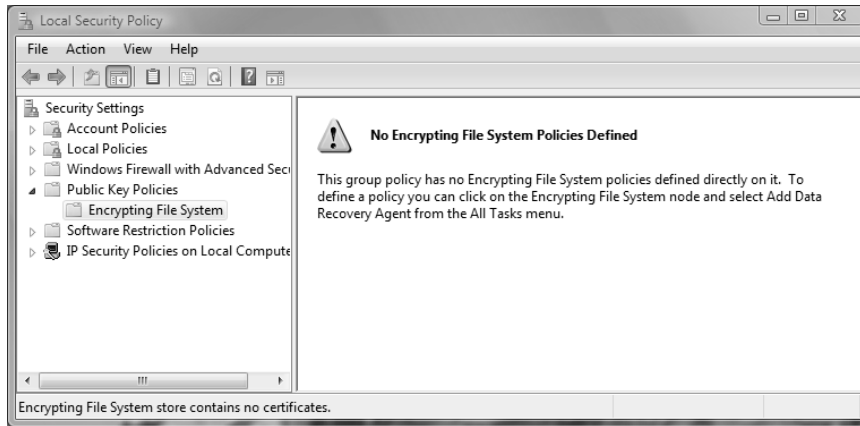 Local Security Policy
File Action View Help
Security Settings
Account Policies
Local Policies
Windows Firewall with Advanced Secu
Public Key Policies
Encrypting File System
Software Restriction Policies
IP Security Policies on Local Compute
No Encrypting File System Policies Defined
This group policy has no Encrypting File System policies defined directly on it. To
define a policy you can click on the Encrypting File System node and select Add Data
Recovery Agent from the All Tasks menu.
Encrypting File System store contains no certificates.